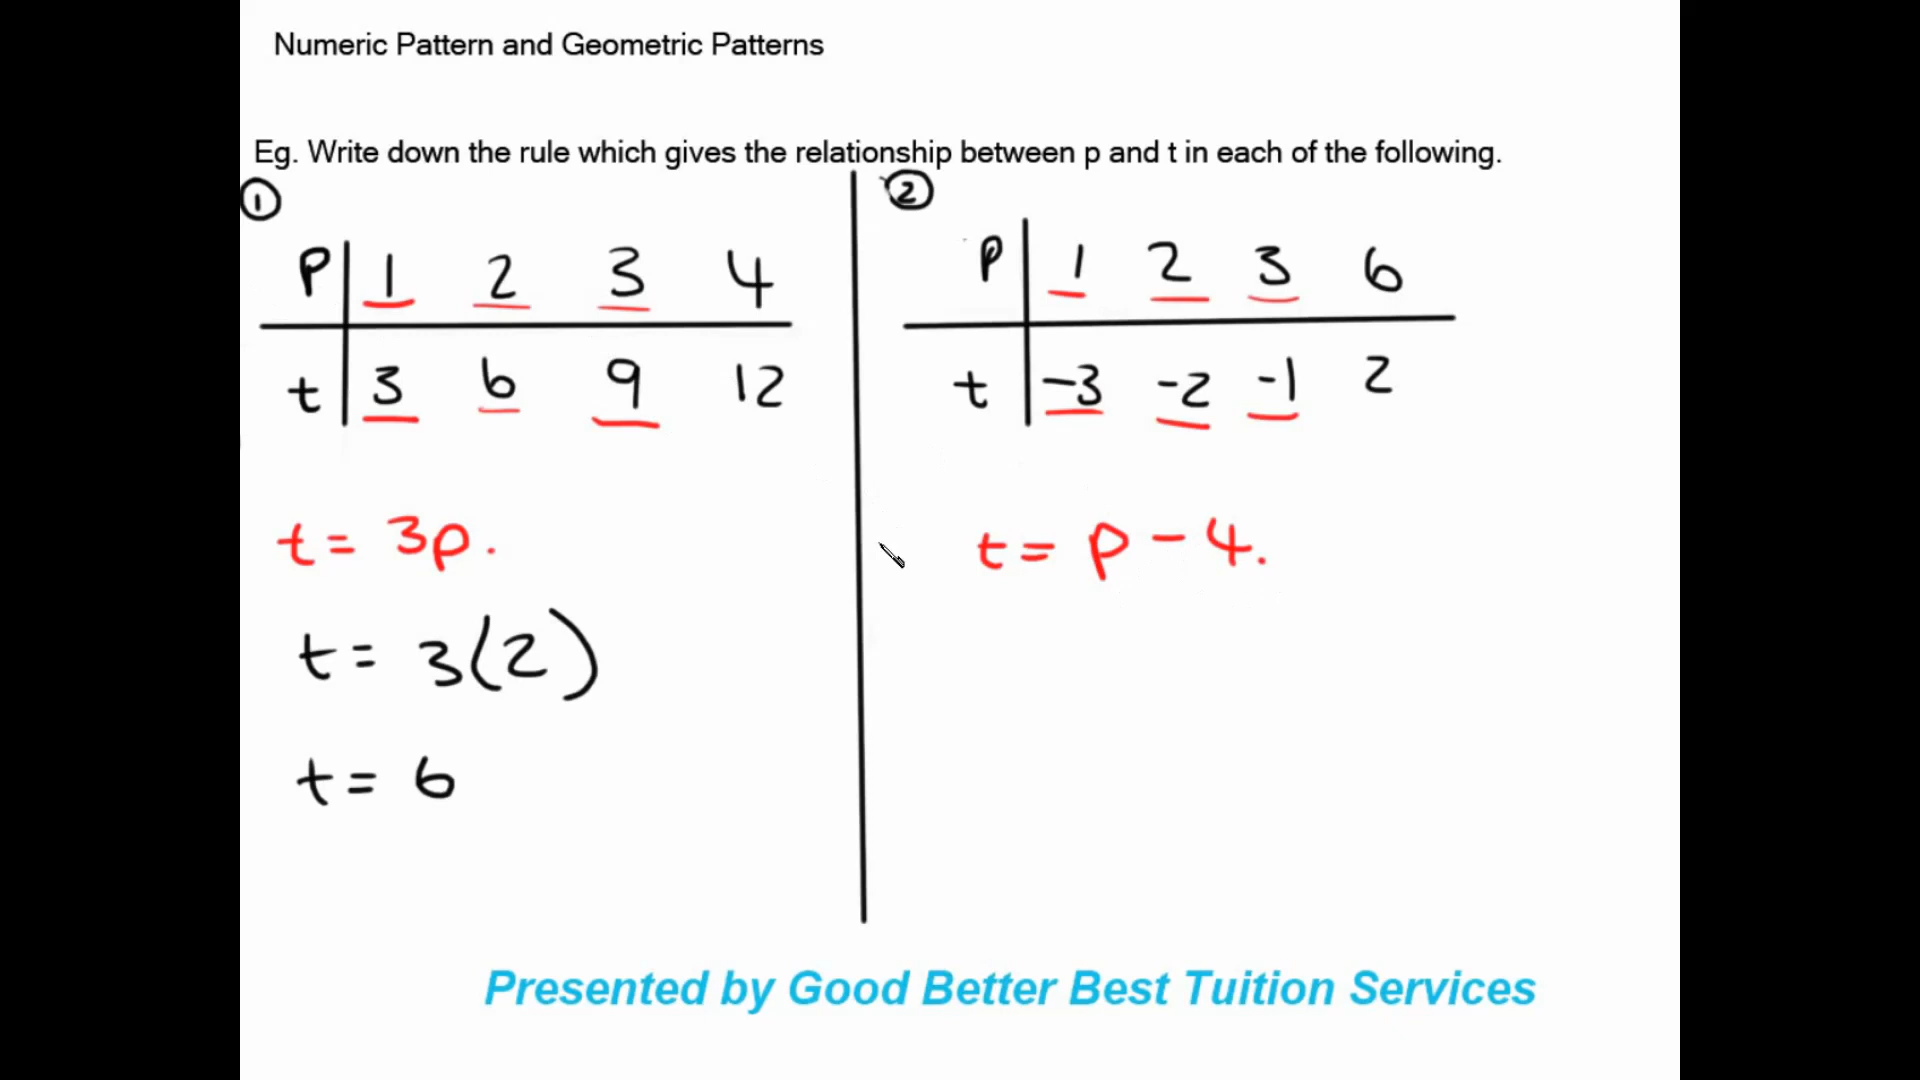 Numeric Pattern and Geometric Patterns
Eg. Write down the rule which gives the relationship between p and t in each of the following.
1
P 1 2 3 4
t 3 6 9 12
t = 3p.
t = 3(2)
t = 6
2
P 1 2 3 6
t -3 -2 -1 2
t = p - 4.
Presented by Good Better Best Tuition Services